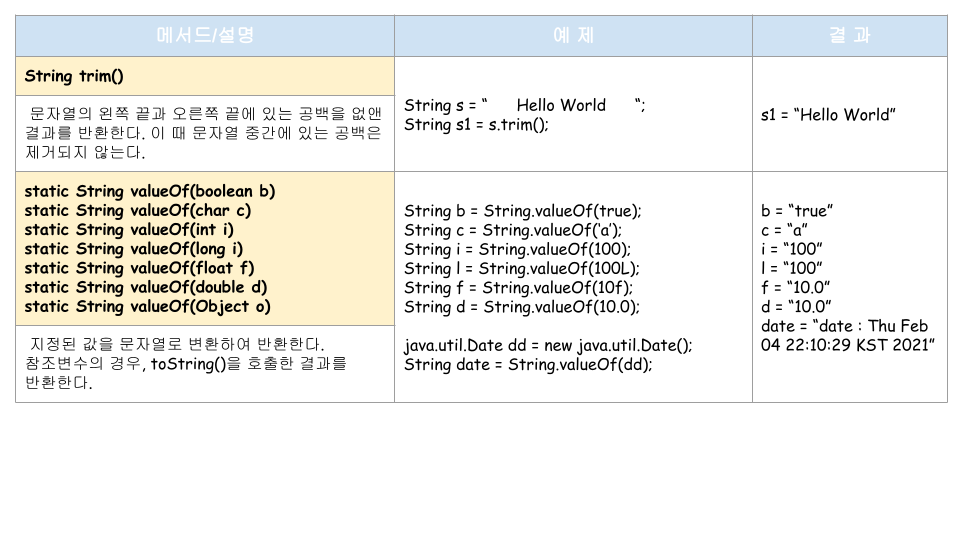 메서드/설명
예 제
결 과
String trim()
문자열의 왼쪽 끝과 오른쪽 끝에 있는 공백을 없앤
결과를 반환한다. 이 때 문자열 중간에 있는 공백은
제거되지 않는다.
String s = “      Hello World      “;
String s1 = s.trim();
s1 = “Hello World”
static String valueOf(boolean b)
static String valueOf(char c)
static String valueOf(int i)
static String valueOf(long i)
static String valueOf(float f)
static String valueOf(double d)
static String valueOf(Object o)
지정된 값을 문자열로 변환하여 반환한다.
참조변수의 경우, toString()을 호출한 결과를
반환한다.
String b = String.valueOf(true);
String c = String.valueOf(‘a’);
String i = String.valueOf(100);
String l = String.valueOf(100L);
String f = String.valueOf(10f);
String d = String.valueOf(10.0);
java.util.Date dd = new java.util.Date();
String date = String.valueOf(dd);
b = “true”
c = “a”
i = “100”
l = “100”
f = “10.0”
d = “10.0”
date = “date : Thu Feb
04 22:10:29 KST 2021”